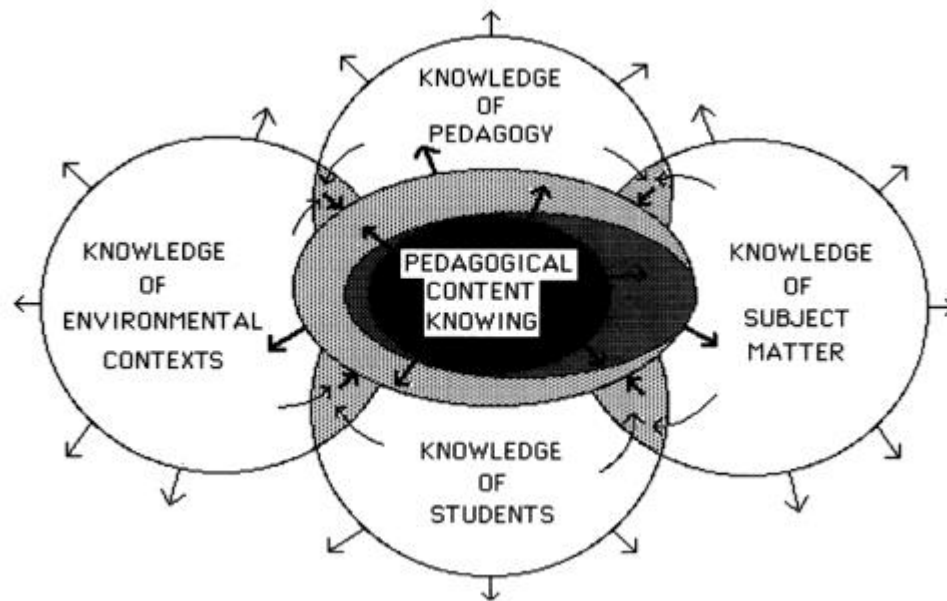 KNOWLEDGE
OF
PEDAGOGY
KNOWLEDGE
OF
ENVIRONMENTAL
CONTEXTS
PEDAGOGICAL
CONTENT
KNOWING
KNOWLEDGE
OF
SUBJECT
MATTER
KNOWLEDGE
OF
STUDENTS